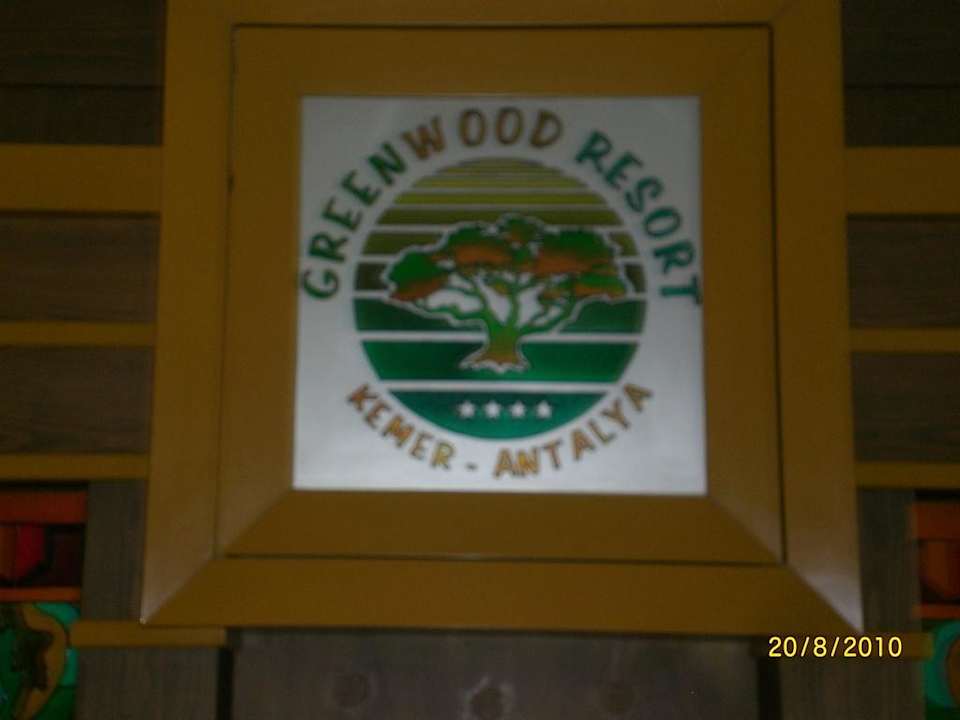 GREENWOOD RESORT
KEMER - ANTALYA
20/8/2010